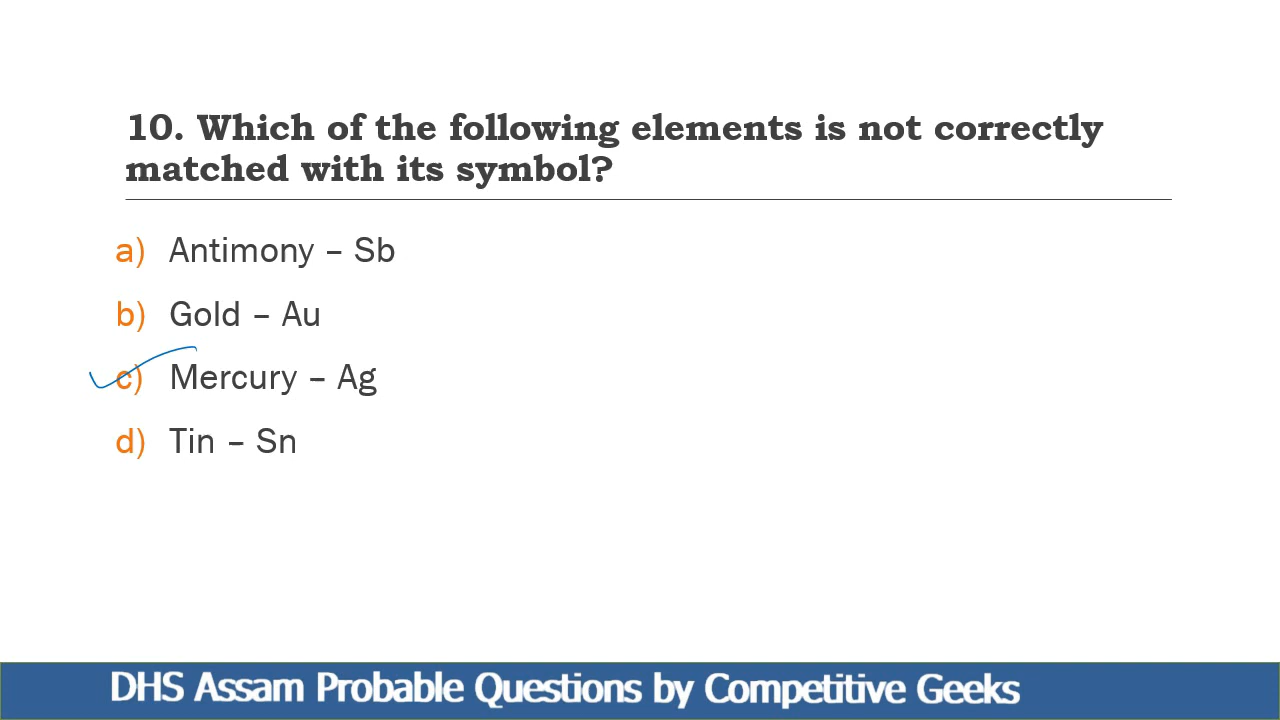 10. Which of the following elements is not correctly
matched with its symbol?
a) Antimony – Sb
b) Gold – Au
c) Mercury – Ag
d) Tin – Sn
DHS Assam Probable Questions by Competitive Geeks